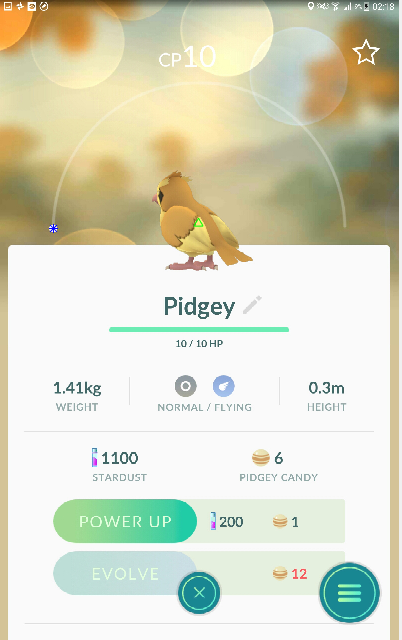 02:18
CP10
Pidgey
10 / 10 HP
1.41kg
WEIGHT
NORMAL / FLYING
0.3m
HEIGHT
1100
STARDUST
6
PIDGEY CANDY
POWER UP 200 1
EVOLVE 12